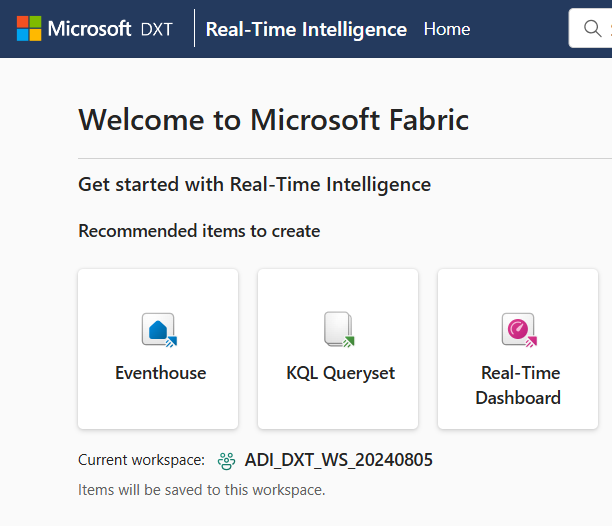 Microsoft DXT Real-Time Intelligence Home
Welcome to Microsoft Fabric
Get started with Real-Time Intelligence
Recommended items to create
Eventhouse
KQL Queryset
Real-Time
Dashboard
Current workspace: ADI_DXT_WS_20240805
Items will be saved to this workspace.